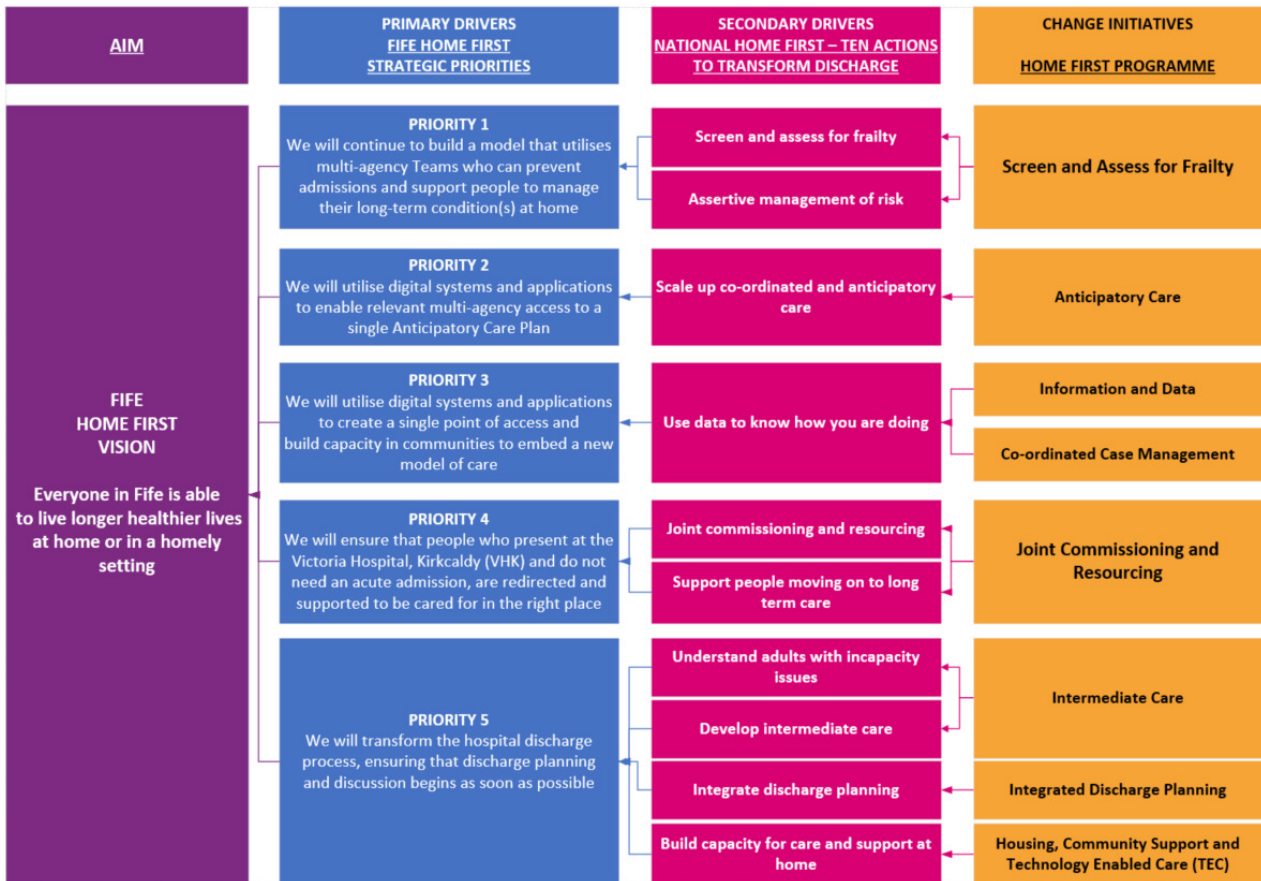 AIM
PRIMARY DRIVERS
FIFE HOME FIRST
STRATEGIC PRIORITIES
SECONDARY DRIVERS
NATIONAL HOME FIRST – TEN ACTIONS
TO TRANSFORM DISCHARGE
CHANGE INITIATIVES
HOME FIRST PROGRAMME
FIFE
HOME FIRST
VISION
Everyone in Fife is able
to live longer healthier lives
at home or in a homely
setting
PRIORITY 1
We will continue to build a model that utilises
multi-agency Teams who can prevent
admissions and support people to manage
their long-term condition(s) at home
Screen and assess for frailty
Assertive management of risk
Screen and Assess for Frailty
PRIORITY 2
We will utilise digital systems and applications
to enable relevant multi-agency access to a
single Anticipatory Care Plan
Scale up co-ordinated and anticipatory
care
Anticipatory Care
PRIORITY 3
We will utilise digital systems and applications
to create a single point of access and
build capacity in communities to embed a new
model of care
Use data to know how you are doing
Information and Data
Co-ordinated Case Management
PRIORITY 4
We will ensure that people who present at the
Victoria Hospital, Kirkcaldy (VHK) and do not
need an acute admission, are redirected and
supported to be cared for in the right place
Joint commissioning and resourcing
Support people moving on to long
term care
Joint Commissioning and
Resourcing
PRIORITY 5
We will transform the hospital discharge
process, ensuring that discharge planning
and discussion begins as soon as possible
Understand adults with incapacity
issues
Develop intermediate care
Integrate discharge planning
Build capacity for care and support at
home
Intermediate Care
Integrated Discharge Planning
Housing, Community Support and
Technology Enabled Care (TEC)